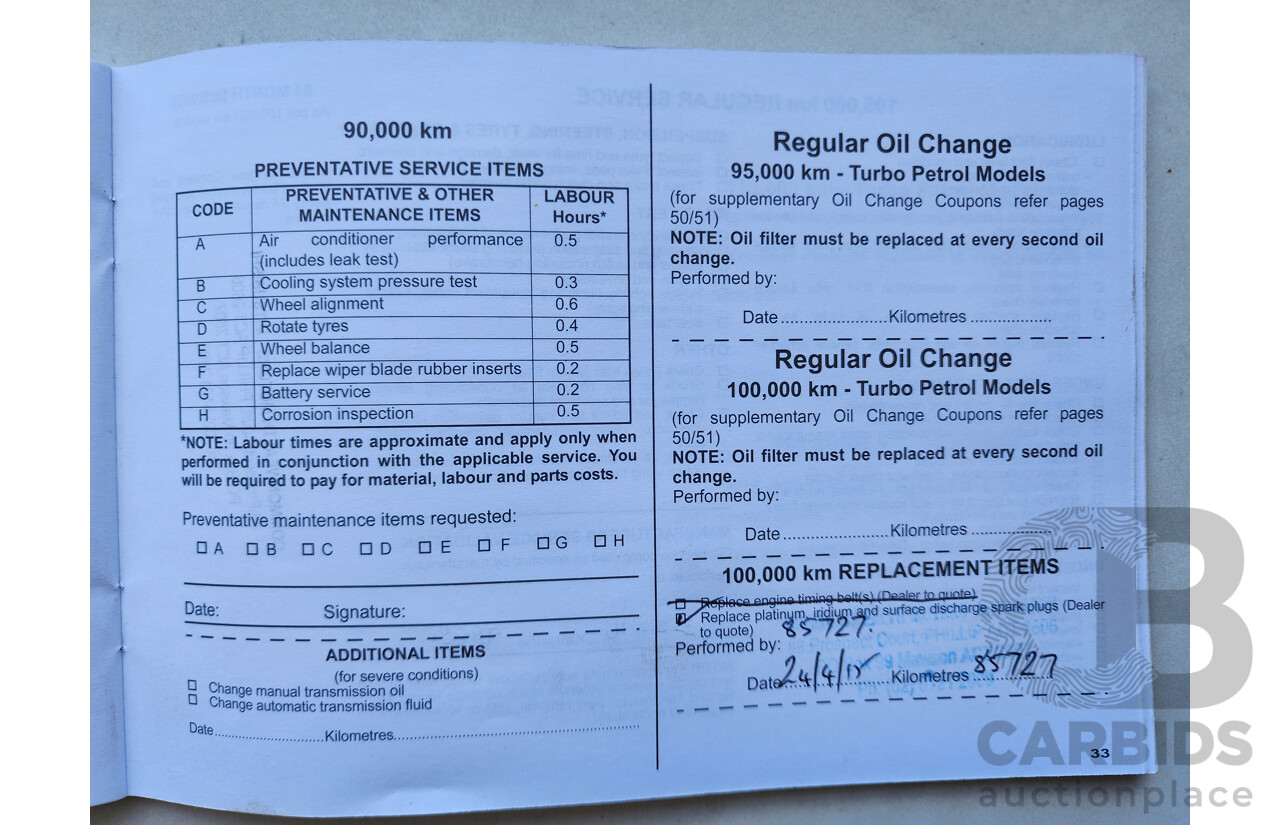 90,000 km
PREVENTATIVE SERVICE ITEMS
CODE PREVENTATIVE & OTHER MAINTENANCE ITEMS LABOUR Hours*
A Air conditioner performance (includes leak test) 0.5
B Cooling system pressure test 0.3
C Wheel alignment 0.6
D Rotate tyres 0.4
E Wheel balance 0.5
F Replace wiper blade rubber inserts 0.2
G Battery service 0.2
H Corrosion inspection 0.5
*NOTE: Labour times are approximate and apply only when
performed in conjunction with the applicable service. You
will be required to pay for material, labour and parts costs.
Preventative maintenance items requested:
A B C D E F G H
Date: Signature:
ADDITIONAL ITEMS
(for severe conditions)
Change manual transmission oil
Change automatic transmission fluid
Date Kilometres
Regular Oil Change
95,000 km - Turbo Petrol Models
(for supplementary Oil Change Coupons refer pages
50/51)
NOTE: Oil filter must be replaced at every second oil
change.
Performed by:
Date Kilometres
Regular Oil Change
100,000 km - Turbo Petrol Models
(for supplementary Oil Change Coupons refer pages
50/51)
NOTE: Oil filter must be replaced at every second oil
change.
Performed by:
Date Kilometres
100,000 km REPLACEMENT ITEMS
Replace engine timing belt(s) (Dealer to quote)
Replace platinum, iridium and surface discharge spark plugs (Dealer
to quote) 85727
Performed by:
Date 24/4/15 Kilometres 85727
33
CARBIDS
auctionplace